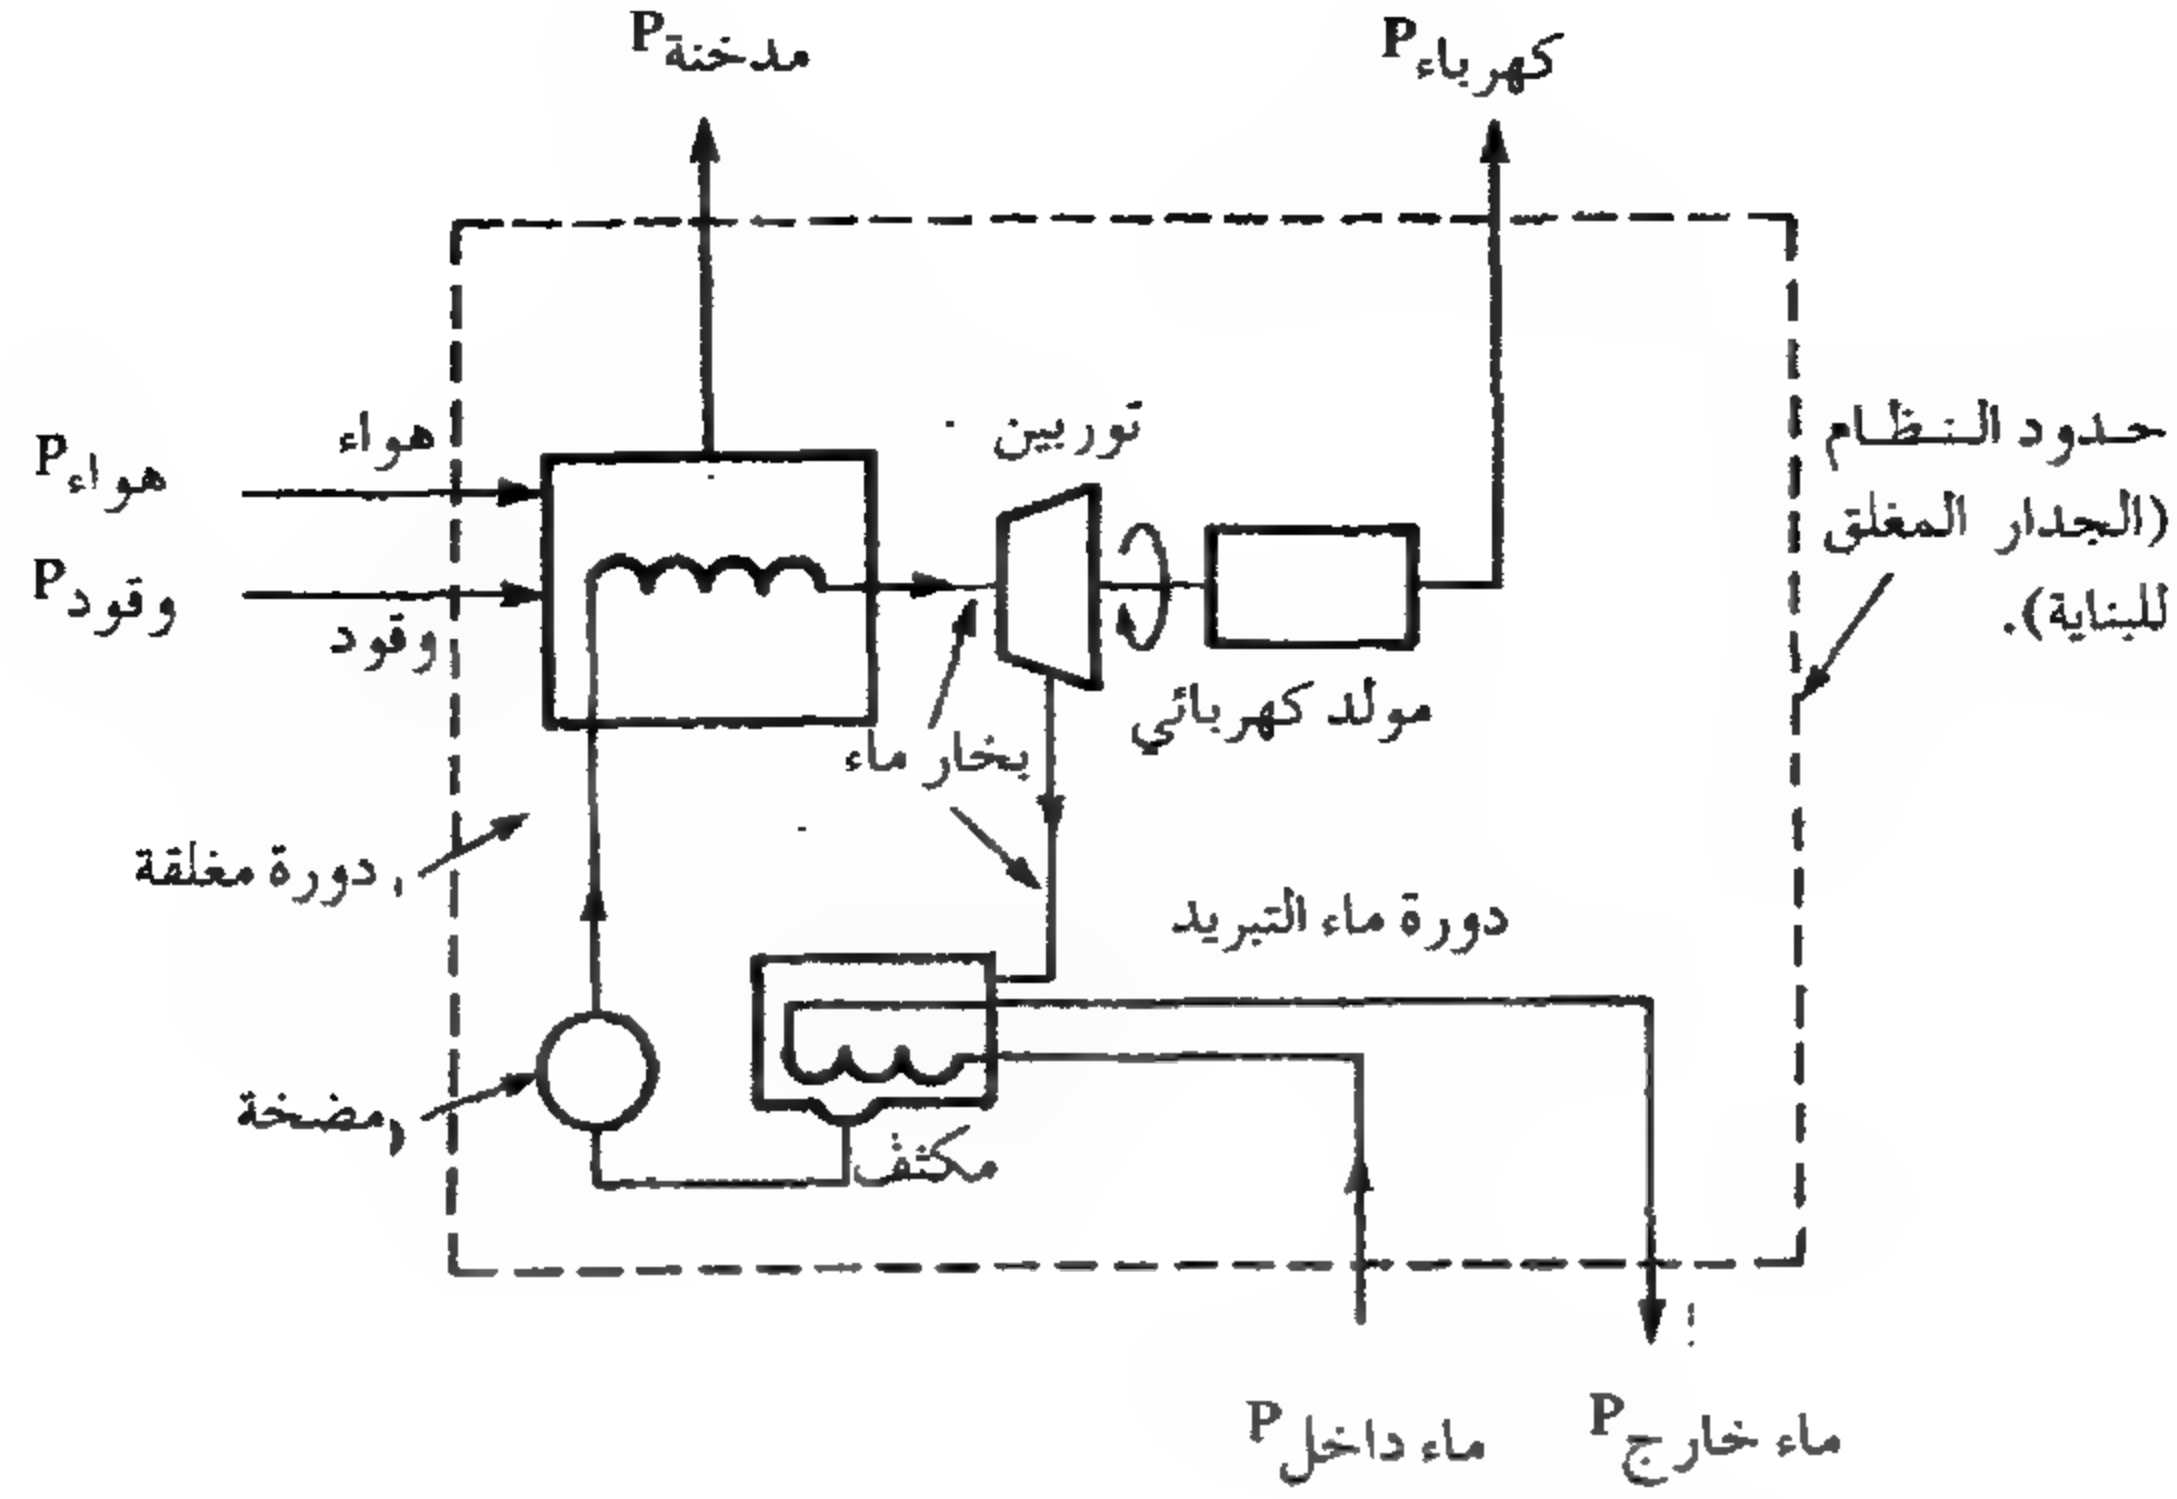 P مدخنة
P كهرباء
هواء
P هواء
توربين
حدود النظام
(الجدار المغلق
للبناية).
P وقود
وقود
مولد كهربائي
بخار ماء
دورة مغلقة
دورة ماء التبريد
مضخة
مكثف
P ماء داخل
P ماء خارج